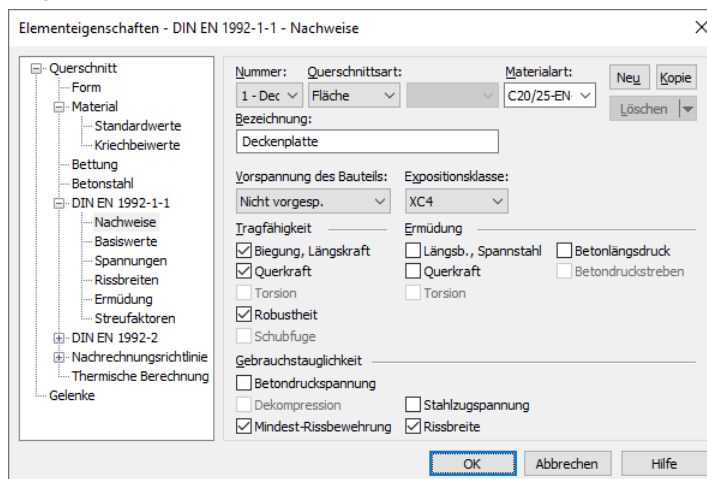 Elementeigenschaften - DIN EN 1992-1-1 - Nachweise
Querschnitt
Form
Material
Standardwerte
Kriechbeiwerte
Bettung
Betonstahl
DIN EN 1992-1-1
Nachweise
Basiswerte
Spannungen
Rissbreiten
Ermüdung
Streufaktoren
DIN EN 1992-2
Nachrechnungsrichtlinie
Thermische Berechnung
Gelenke
Nummer: Querschnittsart: Materialart:
1 - Dec Fläche C20/25-EN
Neu Kopie
Löschen
Bezeichnung:
Deckenplatte
Vorspannung des Bauteils: Expositionsklasse:
Nicht vorgesp. XC4
Tragfähigkeit Ermüdung
Biegung, Längskraft Längsb., Spannstahl Betonlängsdruck
Querkraft Querkraft Betondruckstreben
Torsion Torsion
Robustheit
Schubfuge
Gebrauchstauglichkeit
Betondruckspannung
Dekompression Stahlzugspannung
Mindest-Rissbewehrung Rissbreite
OK Abbrechen Hilfe